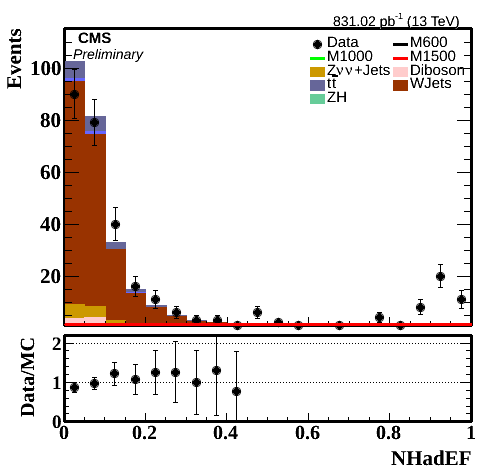 831.02 pb⁻¹ (13 TeV)
CMS
Preliminary
Data
M600
M1000
M1500
Zνν+Jets
Diboson
tt
WJets
ZH
Events
100
80
60
40
20
Data/MC
2
1
0
0 0.2 0.4 0.6 0.8 1
NHadEF